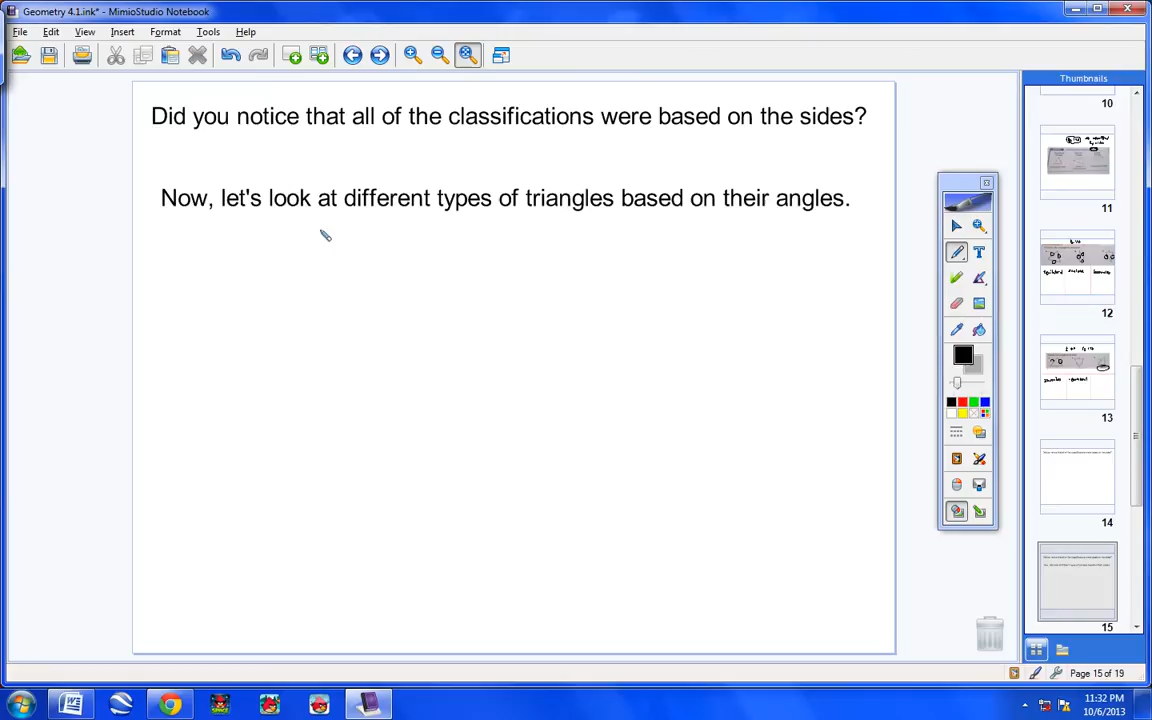 Geometry 4.1.ink* - MimioStudio Notebook
File Edit View Insert Format Tools Help
Did you notice that all of the classifications were based on the sides?
Now, let's look at different types of triangles based on their angles.
Thumbnails
10
11
12
13
14
15
Page 15 of 19
11:32 PM
10/6/2013